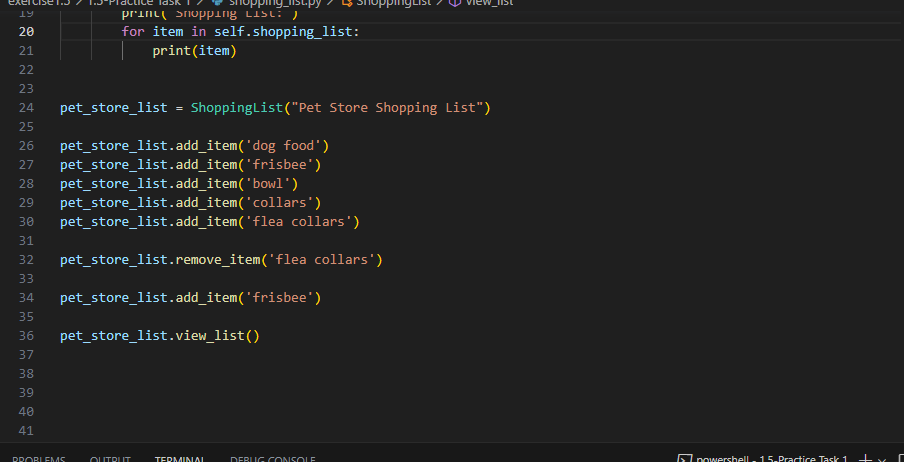 exercise1.5 > 1.5-Practice Task 1 > shopping_list.py > ShoppingList > view_list
19 print("Shopping List:")
20 for item in self.shopping_list:
21 print(item)
22
23
24 pet_store_list = ShoppingList("Pet Store Shopping List")
25
26 pet_store_list.add_item('dog food')
27 pet_store_list.add_item('frisbee')
28 pet_store_list.add_item('bowl')
29 pet_store_list.add_item('collars')
30 pet_store_list.add_item('flea collars')
31
32 pet_store_list.remove_item('flea collars')
33
34 pet_store_list.add_item('frisbee')
35
36 pet_store_list.view_list()
37
38
39
40
41
PROBLEMS OUTPUT TERMINAL DEBUG CONSOLE powershell - 1.5-Practice Task 1